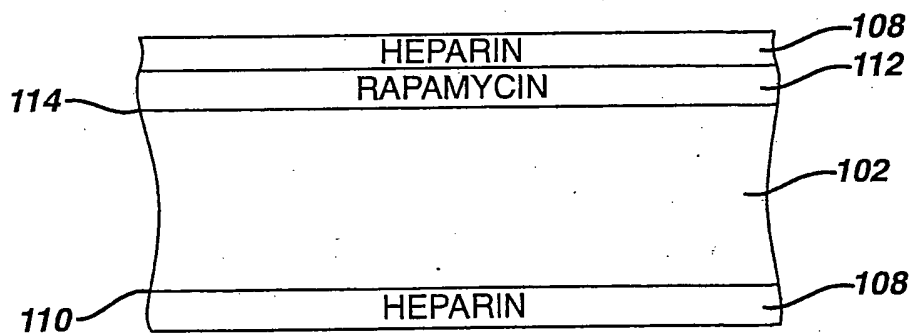 HEPARIN 108
RAPAMYCIN 112
114
102
110 HEPARIN 108